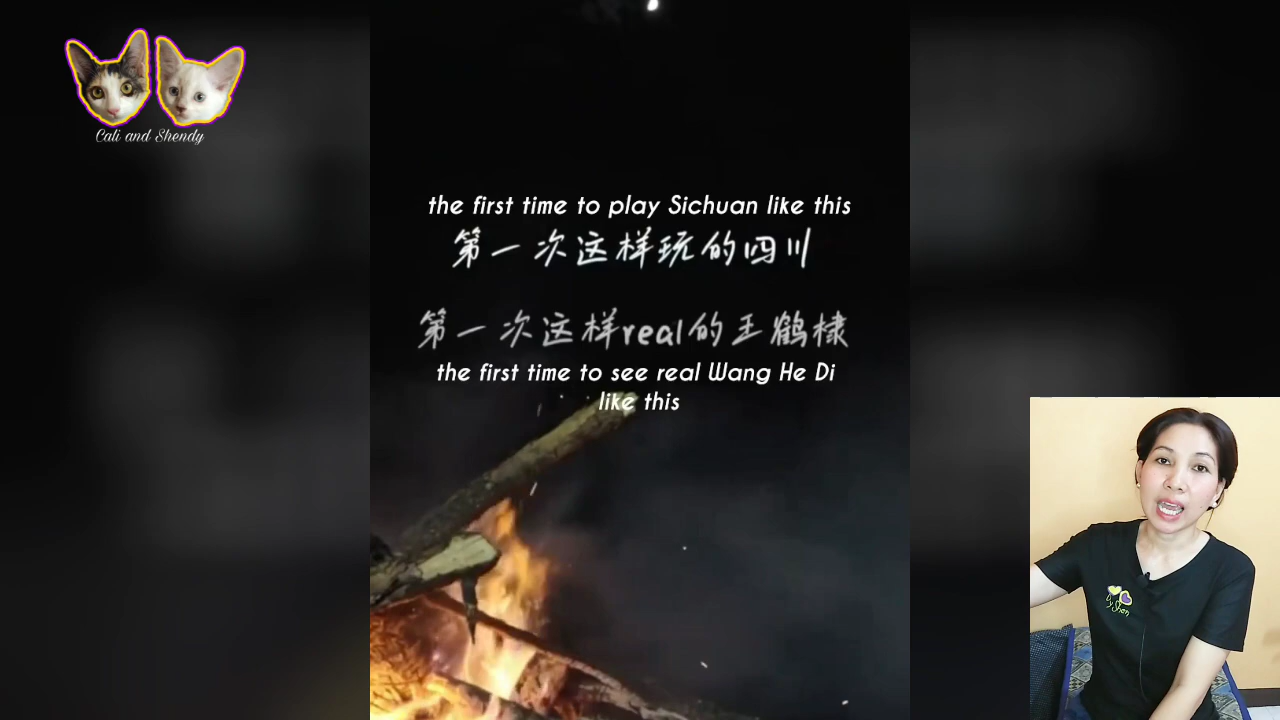 Cali and Shendy
the first time to play Sichuan like this
第一次这样玩的四川
第一次这样real的王鹤棣
the first time to see real Wang He Di
like this